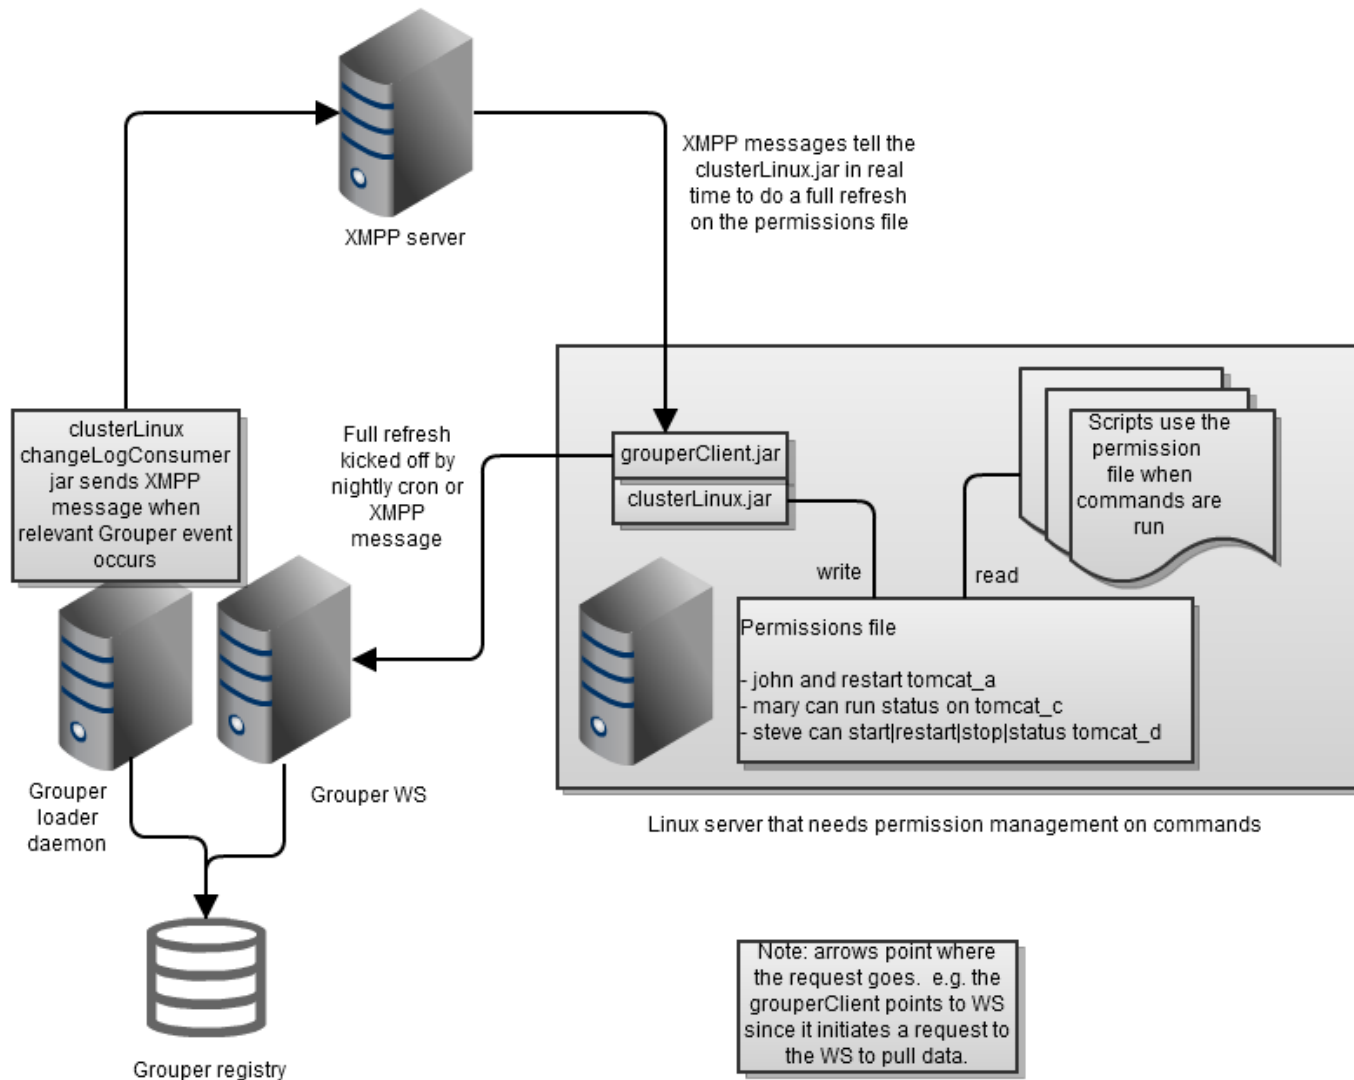 XMPP server
XMPP messages tell the
clusterLinux.jar in real
time to do a full refresh
on the permissions file
clusterLinux
changeLogConsumer
jar sends XMPP
message when
relevant Grouper event
occurs
Full refresh
kicked off by
nightly cron or
XMPP
message
grouperClient.jar
clusterLinux.jar
Scripts use the
permission
file when
commands are
run
write
read
Permissions file
- john and restart tomcat_a
- mary can run status on tomcat_c
- steve can start|restart|stop|status tomcat_d
Grouper
loader
daemon
Grouper WS
Linux server that needs permission management on commands
Grouper registry
Note: arrows point where
the request goes.  e.g. the
grouperClient points to WS
since it initiates a request to
the WS to pull data.